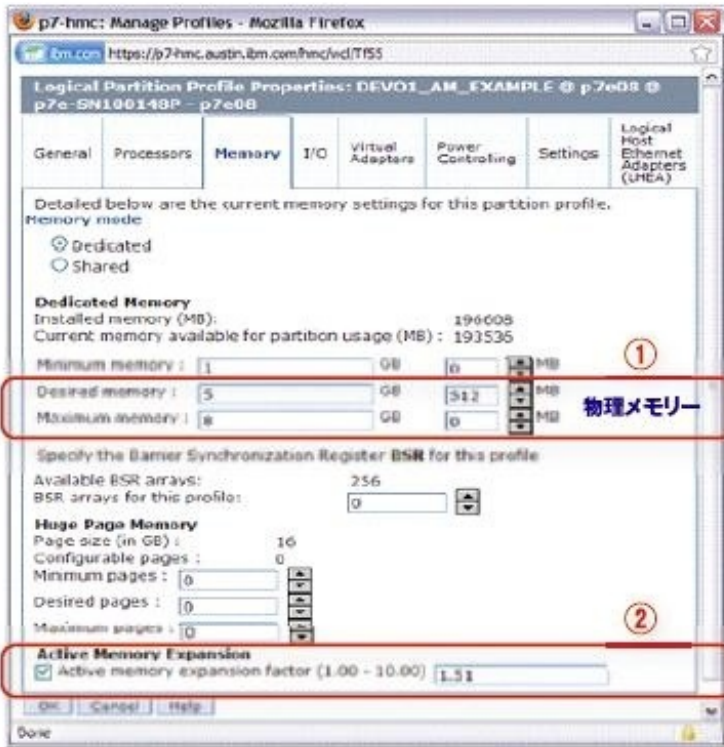 p7-hmc: Manage Profiles - Mozilla Firefox
ibm.com https://p7-hmc.austin.ibm.com/hmc/wcl/Tf55
Logical Partition Profile Properties: DEVO1_AM_EXAMPLE @ p7e08 @
p7e-SN100148P - p7e08
General
Processors
Memory
I/O
Virtual Adapters
Power Controlling
Settings
Logical Host Ethernet Adapters (LHEA)
Detailed below are the current memory settings for this partition profile.
Memory mode
Dedicated
Shared
Dedicated Memory
Installed memory (MB): 196608
Current memory available for partition usage (MB) : 193536
①
Minimum memory : 1 GB 0 MB
Desired memory : 5 GB 512 MB
物理メモリー
Maximum memory : 8 GB 0 MB
Specify the Barrier Synchronization Register BSR for this profile
Available BSR arrays: 256
BSR arrays for this profile: 0
Huge Page Memory
Page size (in GB) : 16
Configurable pages : 0
Minimum pages : 0
Desired pages : 0
Maximum pages : 0
②
Active Memory Expansion
Active memory expansion factor (1.00 - 10.00) 1.51
OK Cancel Help
Done